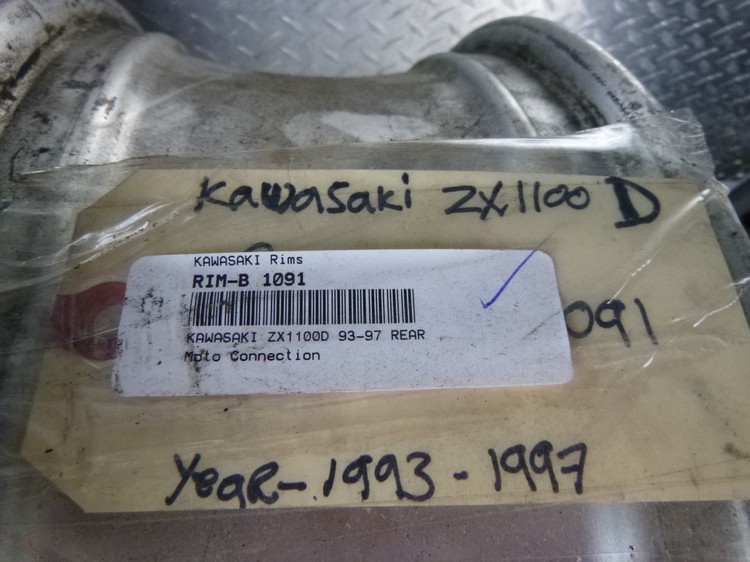 Kawasaki ZX1100 D
KAWASAKI Rims
RIM-B 1091
091
KAWASAKI ZX1100D 93-97 REAR
Moto Connection
Year-1993-1997